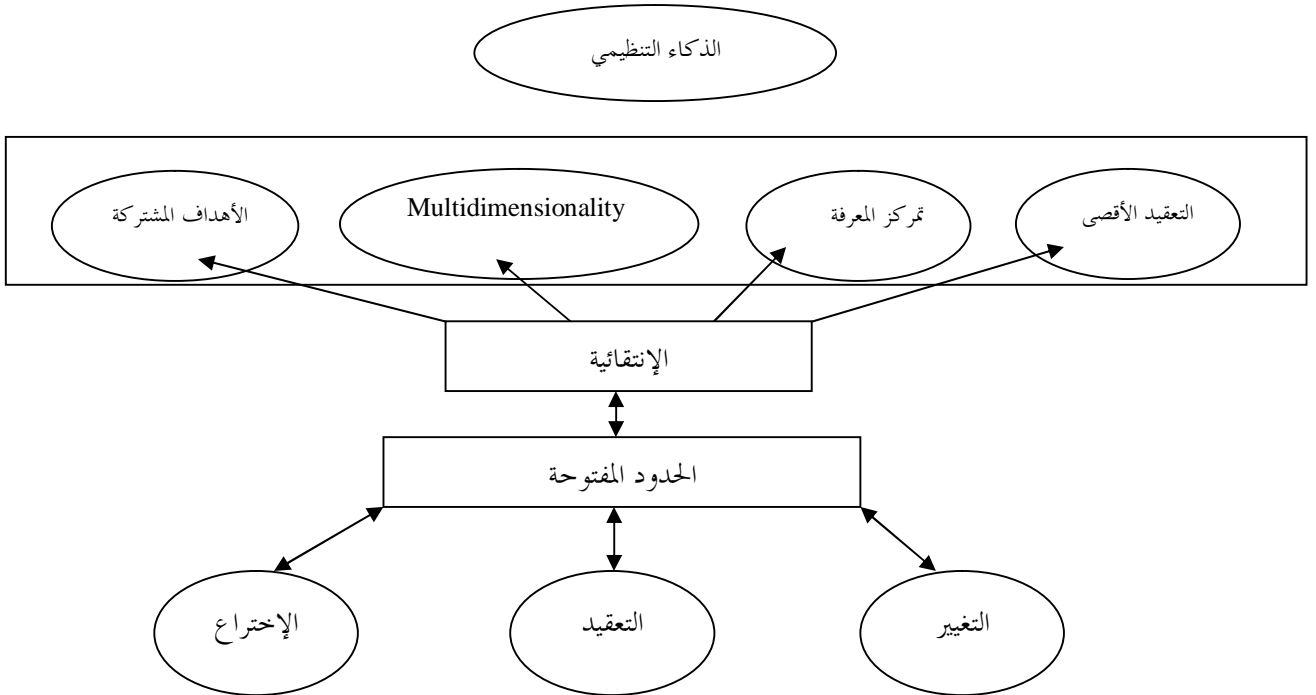 الذكاء التنظيمي
التعقيد الأقصى
تمركز المعرفة
Multidimensionality
الأهداف المشتركة
الإنتقائية
الحدود المفتوحة
التغيير
التعقيد
الإختراع